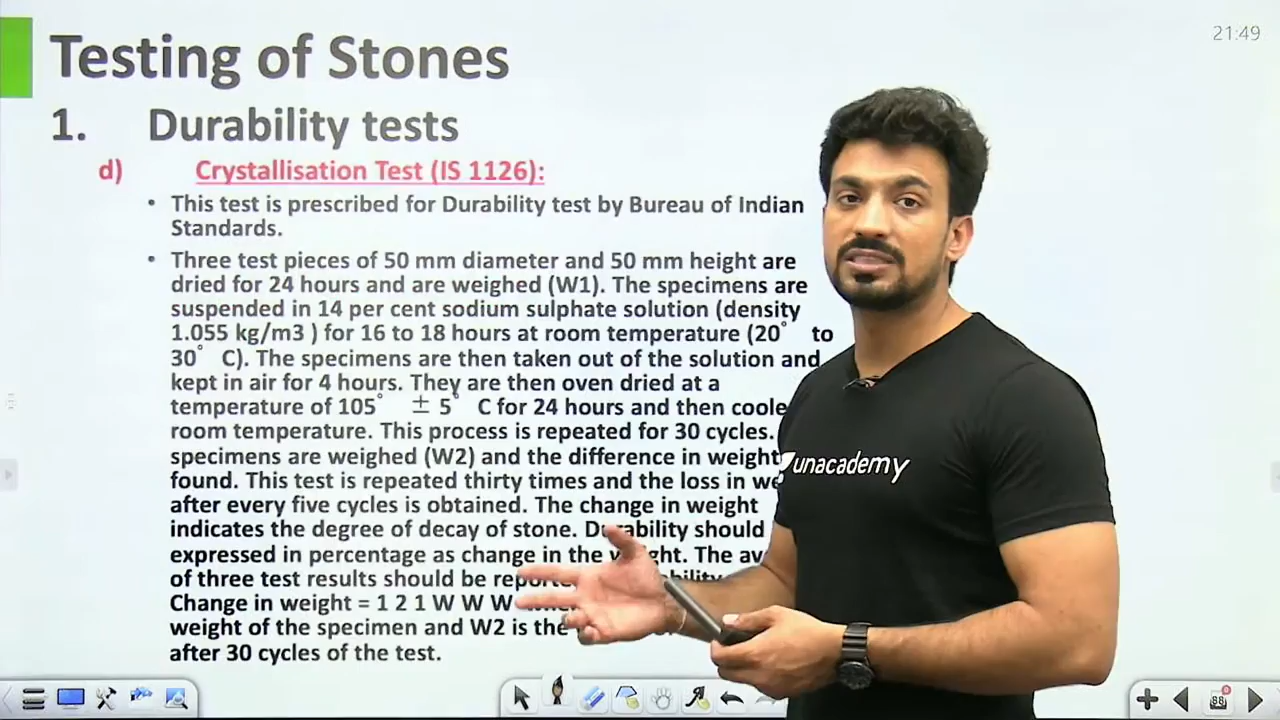 21:49
Testing of Stones
1. Durability tests
d) Crystallisation Test (IS 1126):
• This test is prescribed for Durability test by Bureau of Indian
Standards.
• Three test pieces of 50 mm diameter and 50 mm height are
dried for 24 hours and are weighed (W1). The specimens are
suspended in 14 per cent sodium sulphate solution (density
1.055 kg/m3 ) for 16 to 18 hours at room temperature (20° to
30° C). The specimens are then taken out of the solution and
kept in air for 4 hours. They are then oven dried at a
temperature of 105° ± 5° C for 24 hours and then
room temperature. This process is repeated for 30 cycles.
specimens are weighed (W2) and the difference in weight
found. This test is repeated thirty times and the loss in
after every five cycles is obtained. The change in weight
indicates the degree of decay of stone. Durability should
expressed in percentage as change in the weight. The
of three test results should be
Change in weight = 1 2 1 W W W
weight of the specimen and W2 is the
after 30 cycles of the test.
unacademy
88